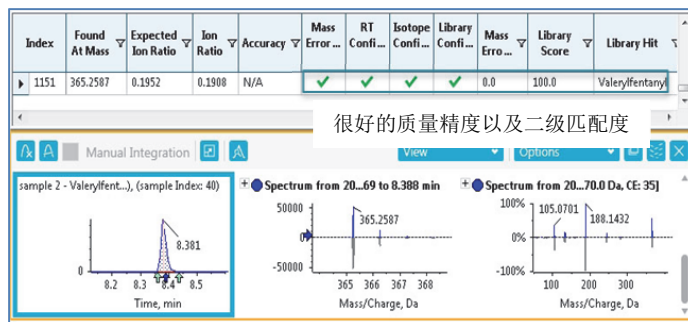 Index Found At Mass Expected Ion Ratio Ion Ratio Accuracy Mass Error ... RT Confi... Isotope Confi... Library Confi... Mass Erro ... Library Score Library Hit
1151 365.2587 0.1952 0.1908 N/A 0.0 100.0 Valerylfentanyl
很好的质量精度以及二级匹配度
Manual Integration View Options
sample 2 - Valerylfent...), (sample Index: 40)
8.381
0
8.2 8.3 8.4 8.5
Time, min
Spectrum from 20...69 to 8.388 min
50000
0
-50000
365.2587
365 366 367 368
Mass/Charge, Da
Spectrum from 20...70.0 Da, CE: 35]
100%
0%
-100%
105.0701
188.1432
100 200 300
Mass/Charge, Da